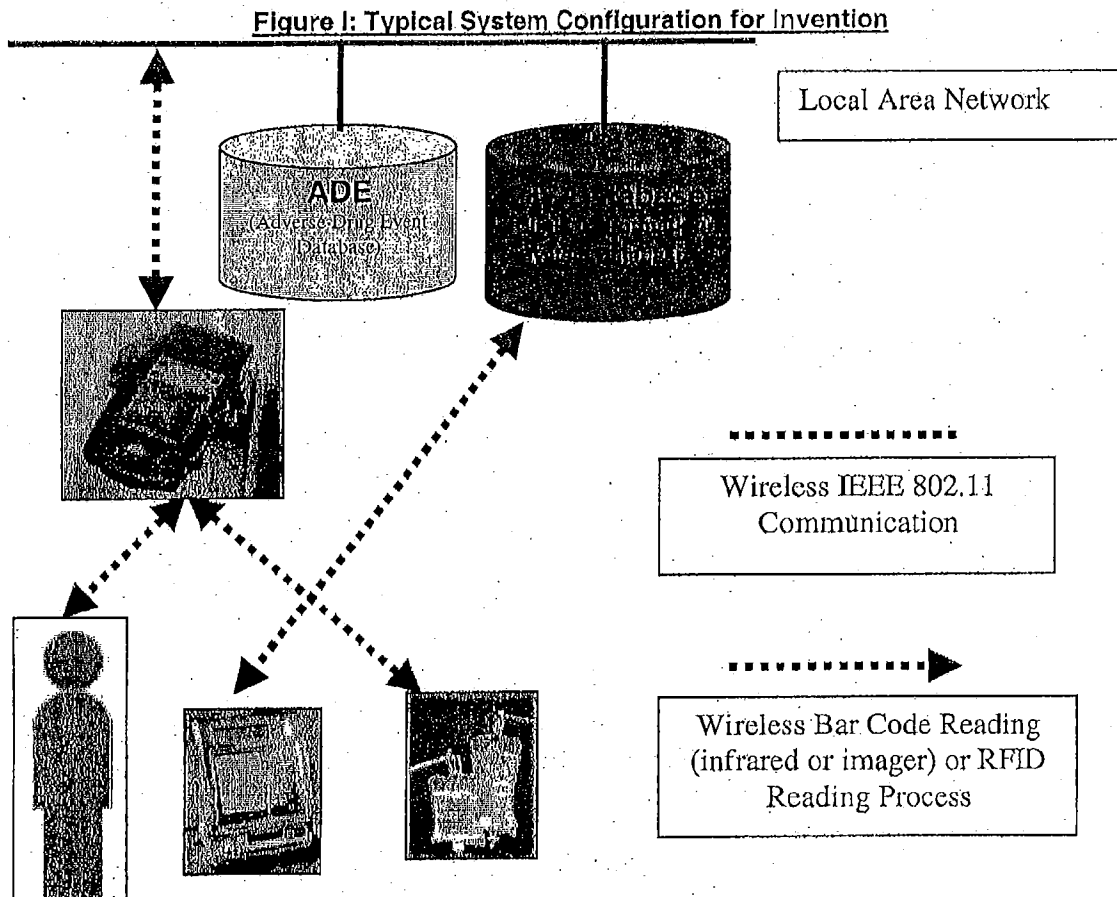 Figure I: Typical System Configuration for Invention
Local Area Network
ADE
(Adverse Drug Event
Database)
Wireless IEEE 802.11
Communication
Wireless Bar Code Reading
(infrared or imager) or RFID
Reading Process